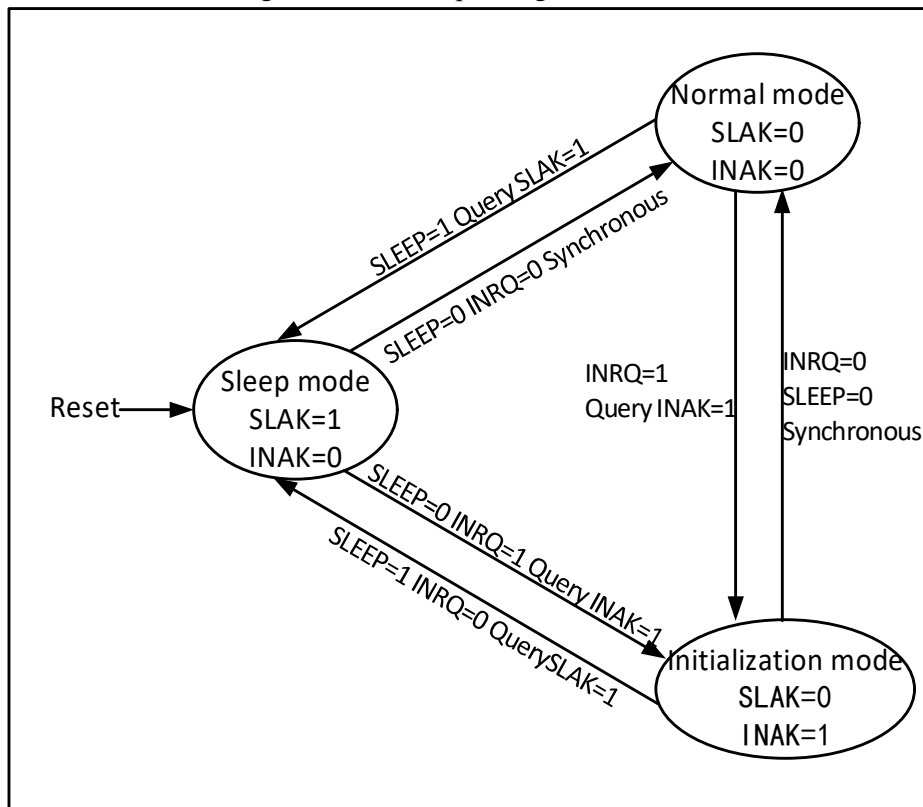 Normal mode
SLAK=0
INAK=0
SLEEP=1 Query SLAK=1
SLEEP=0 INRQ=0 Synchronous
INRQ=1
Query INAK=1
INRQ=0
SLEEP=0
Synchronous
Reset
Sleep mode
SLAK=1
INAK=0
SLEEP=0 INRQ=1 Query INAK=1
SLEEP=1 INRQ=0 QuerySLAK=1
Initialization mode
SLAK=0
INAK=1